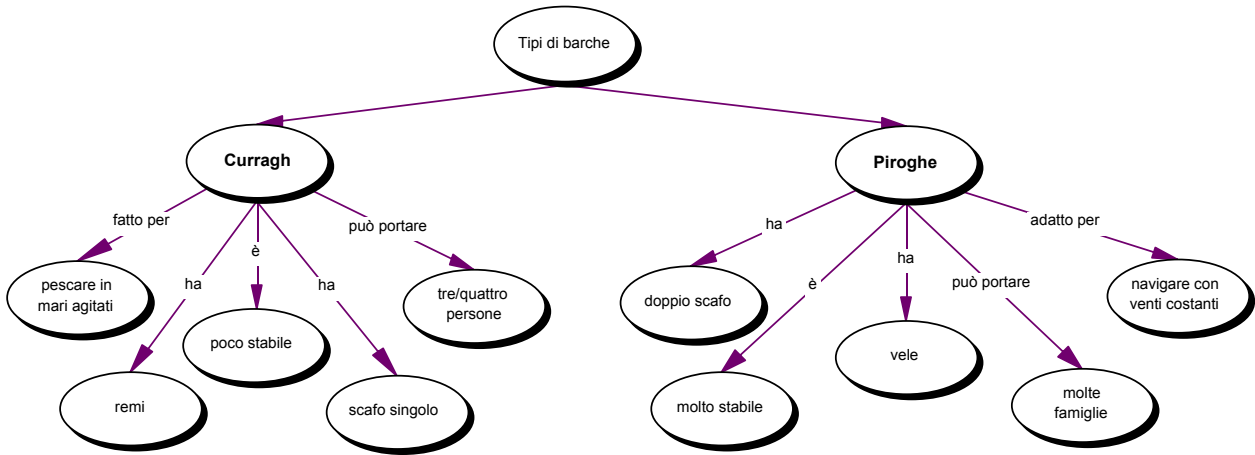 Tipi di barche
Curragh
Piroghe
fatto per
ha
è
ha
può portare
ha
è
ha
può portare
adatto per
pescare in
mari agitati
remi
poco stabile
scafo singolo
tre/quattro
persone
doppio scafo
molto stabile
vele
molte
famiglie
navigare con
venti costanti